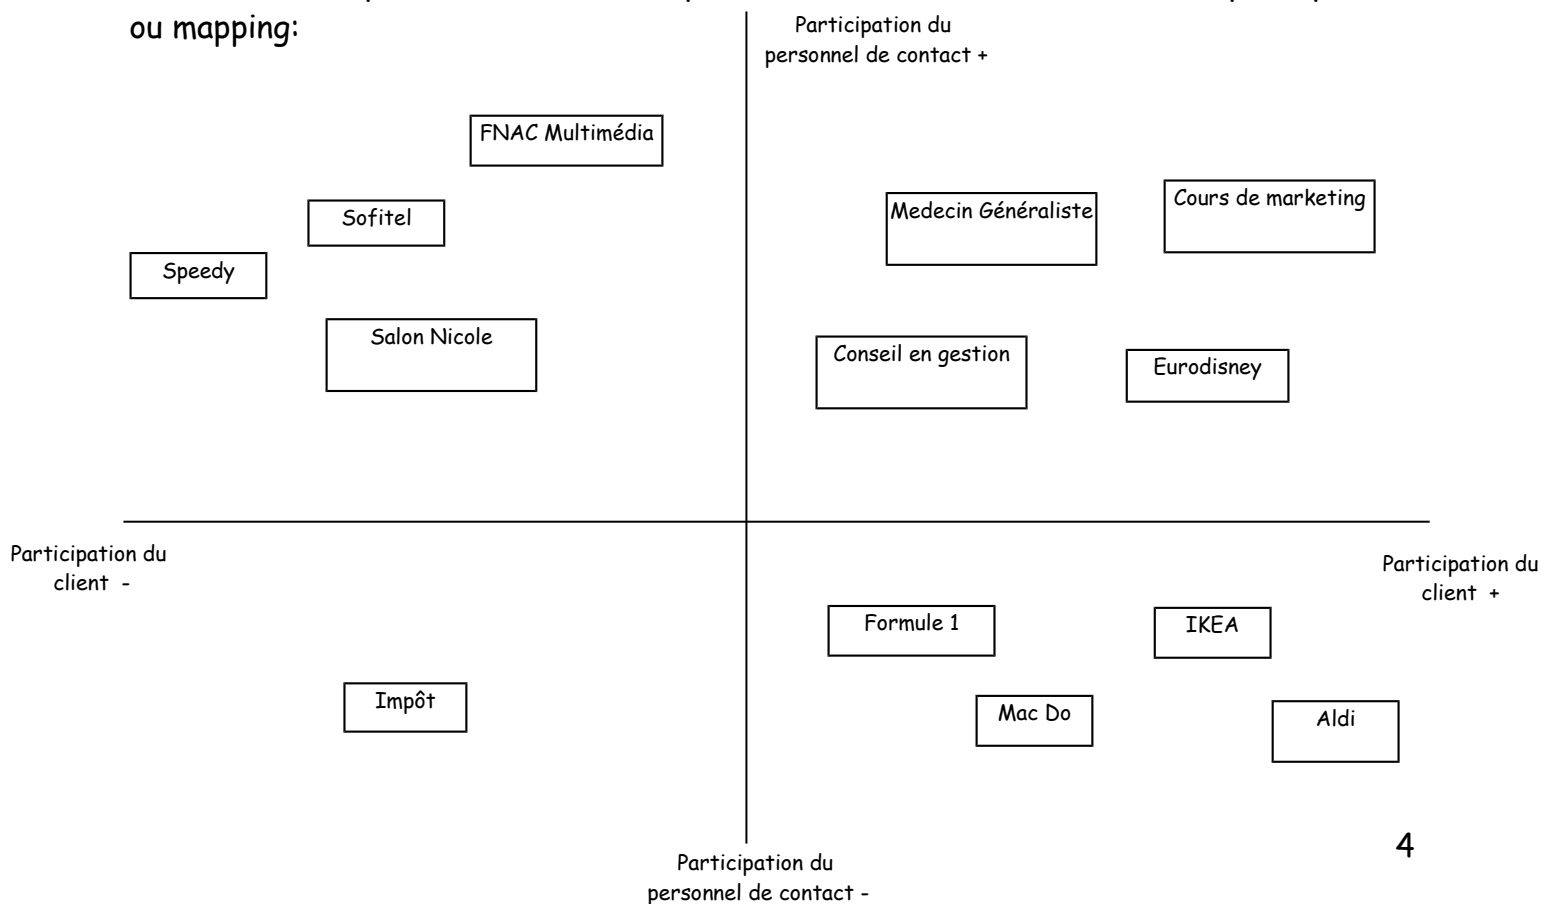 ou mapping:
Participation du
personnel de contact +
FNAC Multimédia
Cours de marketing
Medecin Généraliste
Sofitel
Speedy
Salon Nicole
Conseil en gestion
Eurodisney
Participation du
client -
Participation du
client +
Formule 1
IKEA
Impôt
Mac Do
Aldi
4
Participation du
personnel de contact -